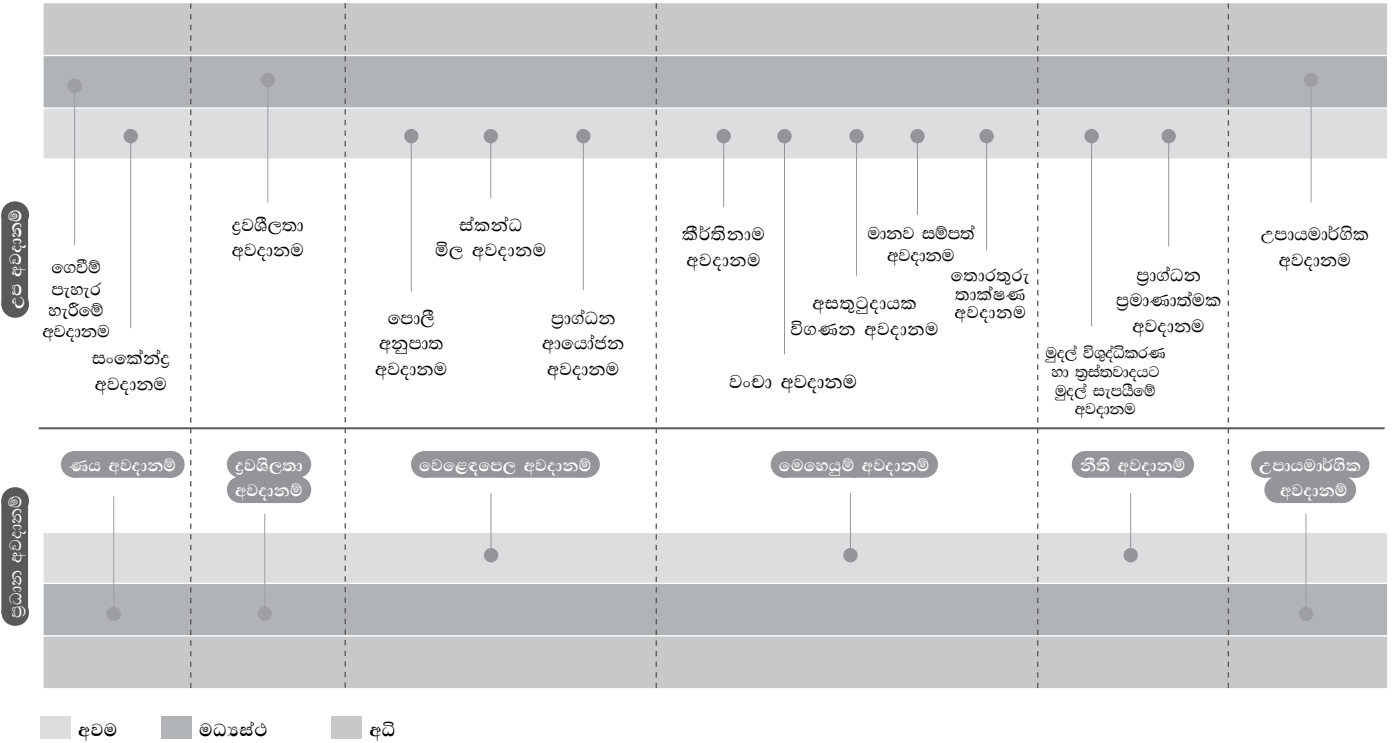 උප අවදානම්
ගෙවීම්
පැහැර
හැරීමේ
අවදානම
සංකේන්ද්‍ර
අවදානම
ද්‍රවශීලතා
අවදානම
පොලී
අනුපාත
අවදානම
ස්කන්ධ
මිල අවදානම
ප්‍රාග්ධන
ආයෝජන
අවදානම
කීර්තිනාම
අවදානම
වංචා අවදානම
අසතුටුදායක
විගණන අවදානම
මානව සම්පත්
අවදානම
තොරතුරු
තාක්ෂණ
අවදානම
මුදල් විශුද්ධිකරණ
හා ත්‍රස්තවාදයට
මුදල් සැපයීමේ
අවදානම
ප්‍රාග්ධන
ප්‍රමාණාත්මක
අවදානම
උපායමාර්ගික
අවදානම
ප්‍රධාන අවදානම්
ණය අවදානම්
ද්‍රවශිලතා
අවදානම්
වෙළෙඳපෙල අවදානම්
මෙහෙයුම් අවදානම්
නීති අවදානම්
උපායමාර්ගික
අවදානම්
අවම
මධ්‍යස්ථ
අධි